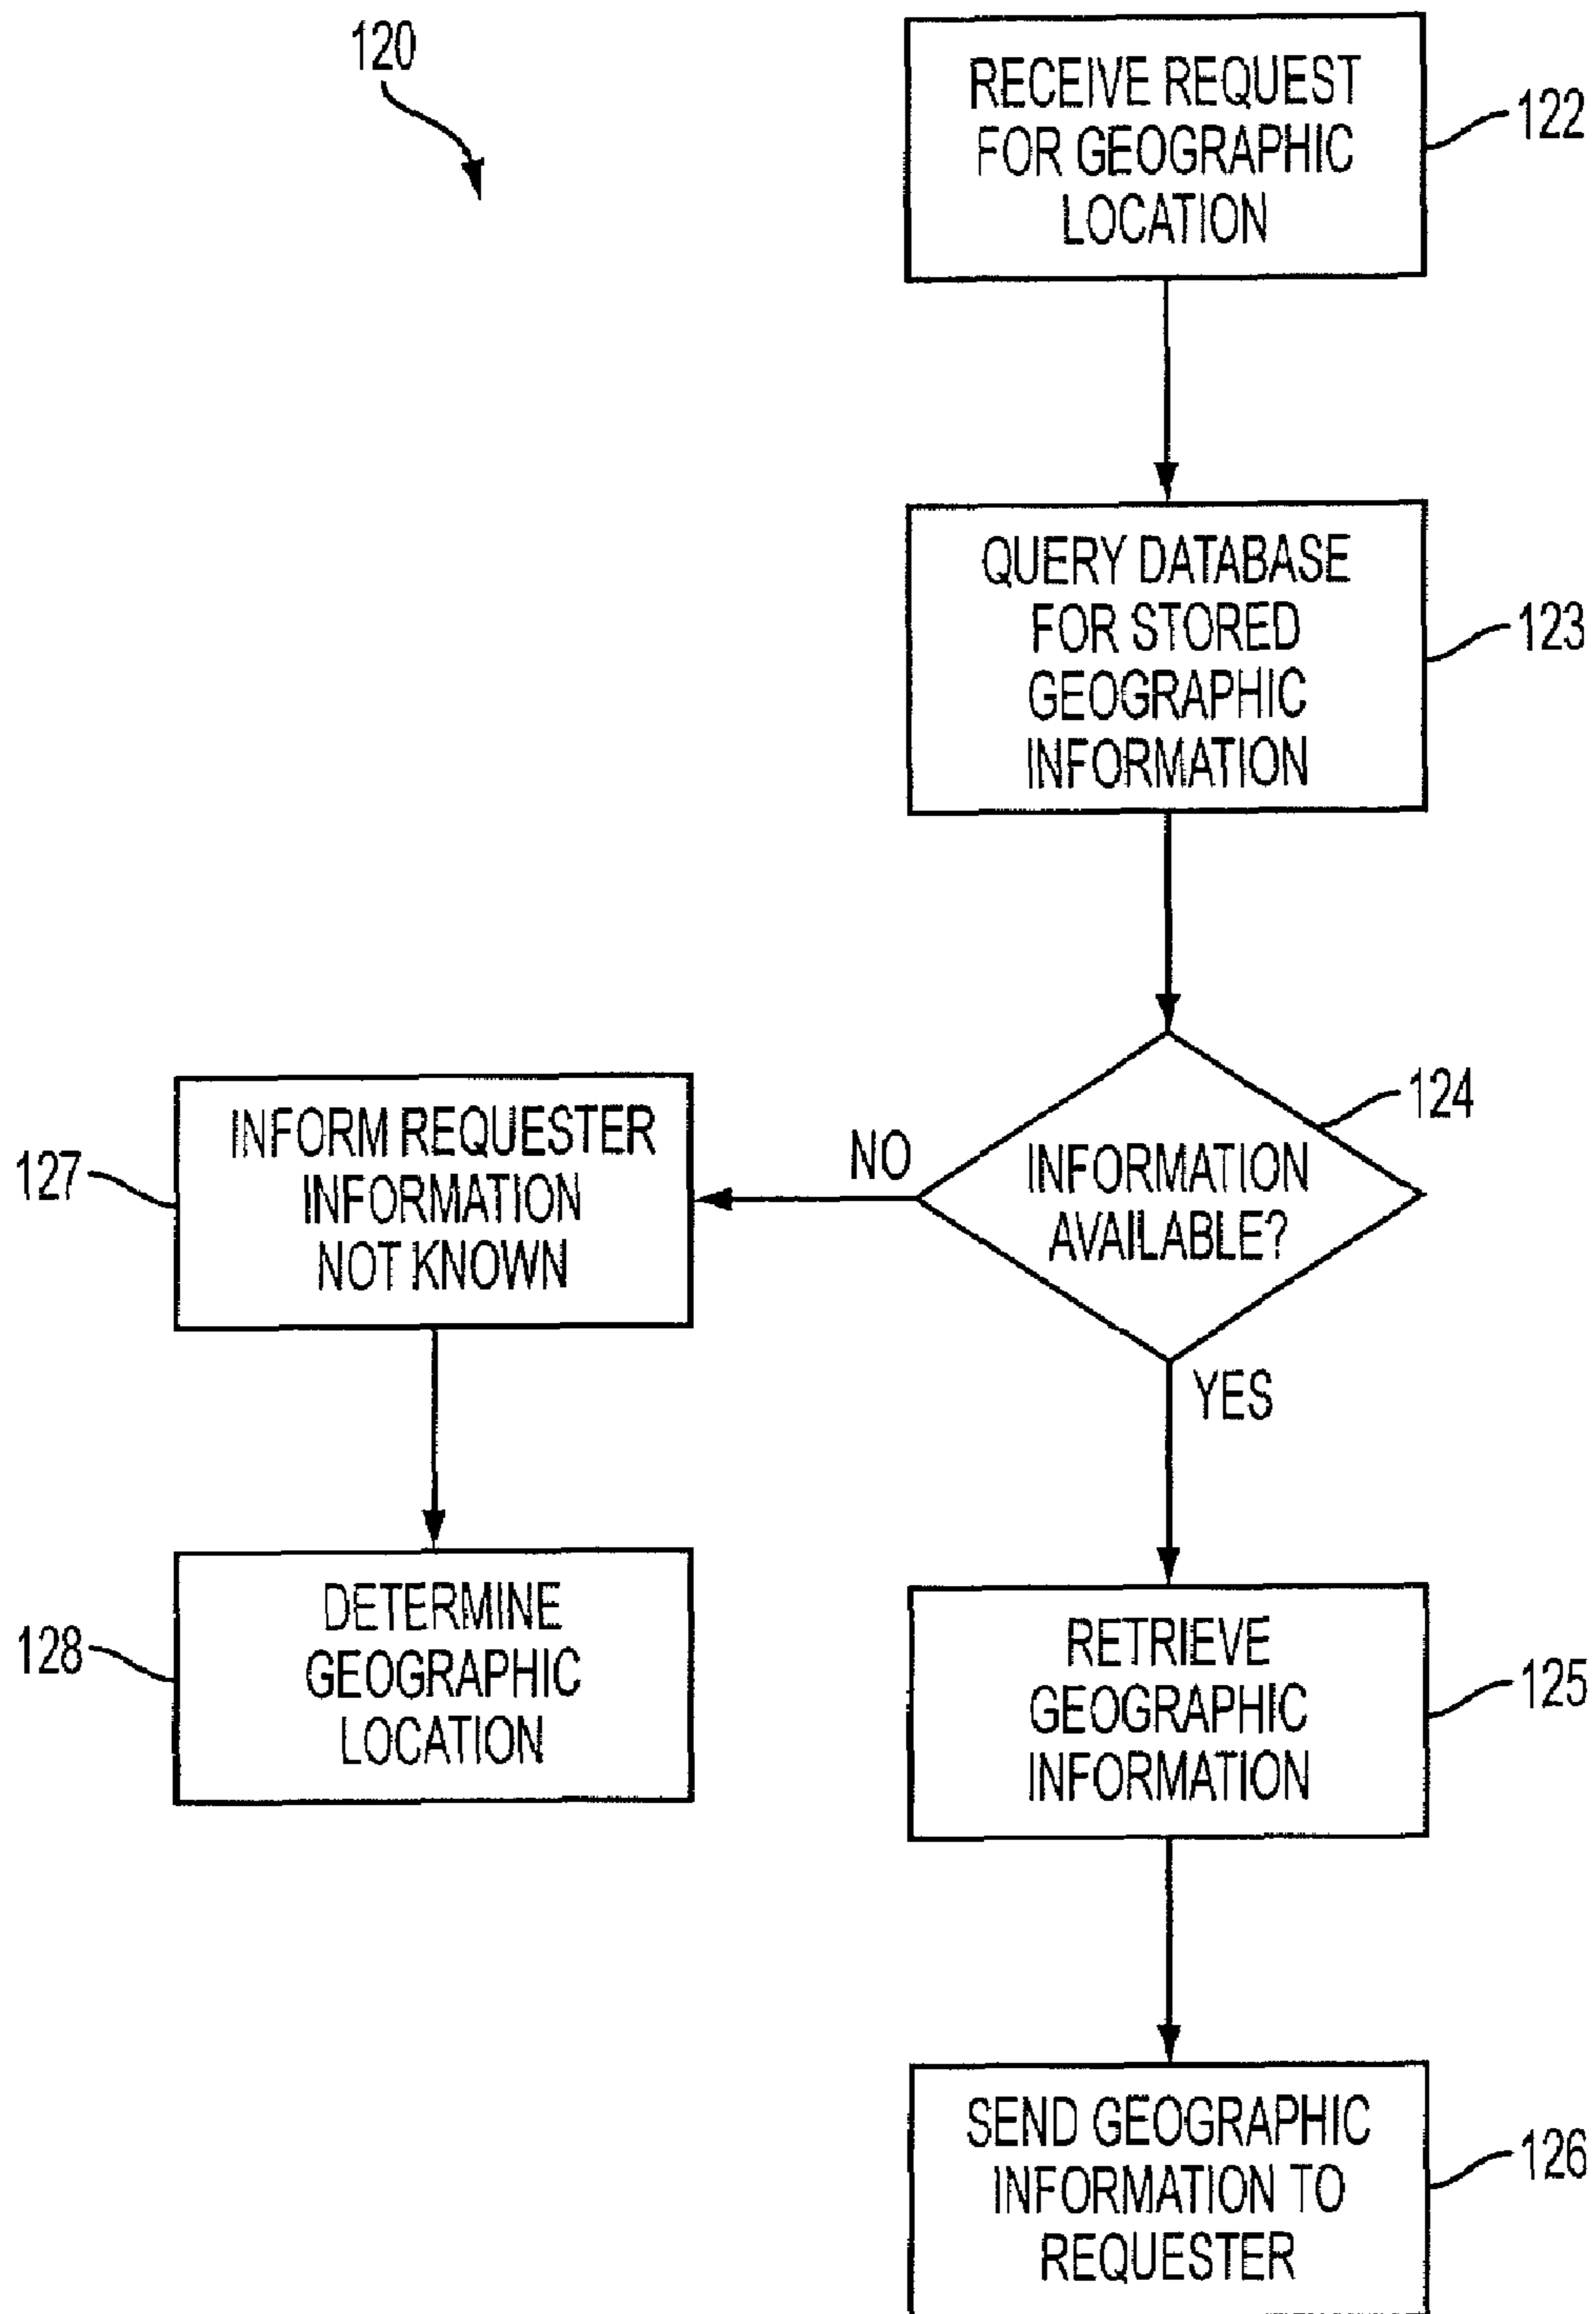 120
RECEIVE REQUEST
FOR GEOGRAPHIC
LOCATION
122
QUERY DATABASE
FOR STORED
GEOGRAPHIC
INFORMATION
123
INFORMATION
AVAILABLE?
124
NO
YES
INFORM REQUESTER
INFORMATION
NOT KNOWN
127
DETERMINE
GEOGRAPHIC
LOCATION
128
RETRIEVE
GEOGRAPHIC
INFORMATION
125
SEND GEOGRAPHIC
INFORMATION TO
REQUESTER
126